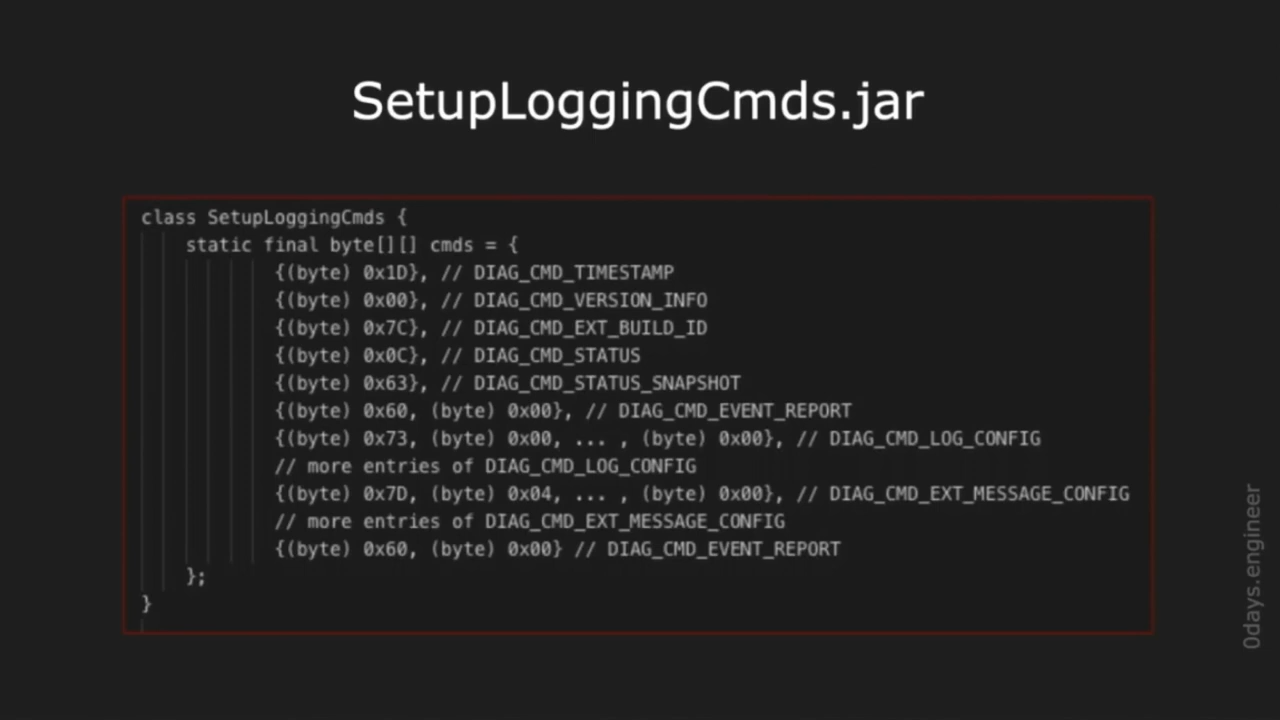 SetupLoggingCmds.jar
class SetupLoggingCmds {
static final byte[][] cmds = {
{(byte) 0x1D}, // DIAG_CMD_TIMESTAMP
{(byte) 0x00}, // DIAG_CMD_VERSION_INFO
{(byte) 0x7C}, // DIAG_CMD_EXT_BUILD_ID
{(byte) 0x0C}, // DIAG_CMD_STATUS
{(byte) 0x63}, // DIAG_CMD_STATUS_SNAPSHOT
{(byte) 0x60, (byte) 0x00}, // DIAG_CMD_EVENT_REPORT
{(byte) 0x73, (byte) 0x00, ... , (byte) 0x00}, // DIAG_CMD_LOG_CONFIG
// more entries of DIAG_CMD_LOG_CONFIG
{(byte) 0x7D, (byte) 0x04, ... , (byte) 0x00}, // DIAG_CMD_EXT_MESSAGE_CONFIG
// more entries of DIAG_CMD_EXT_MESSAGE_CONFIG
{(byte) 0x60, (byte) 0x00} // DIAG_CMD_EVENT_REPORT
};
}
0days.engineer